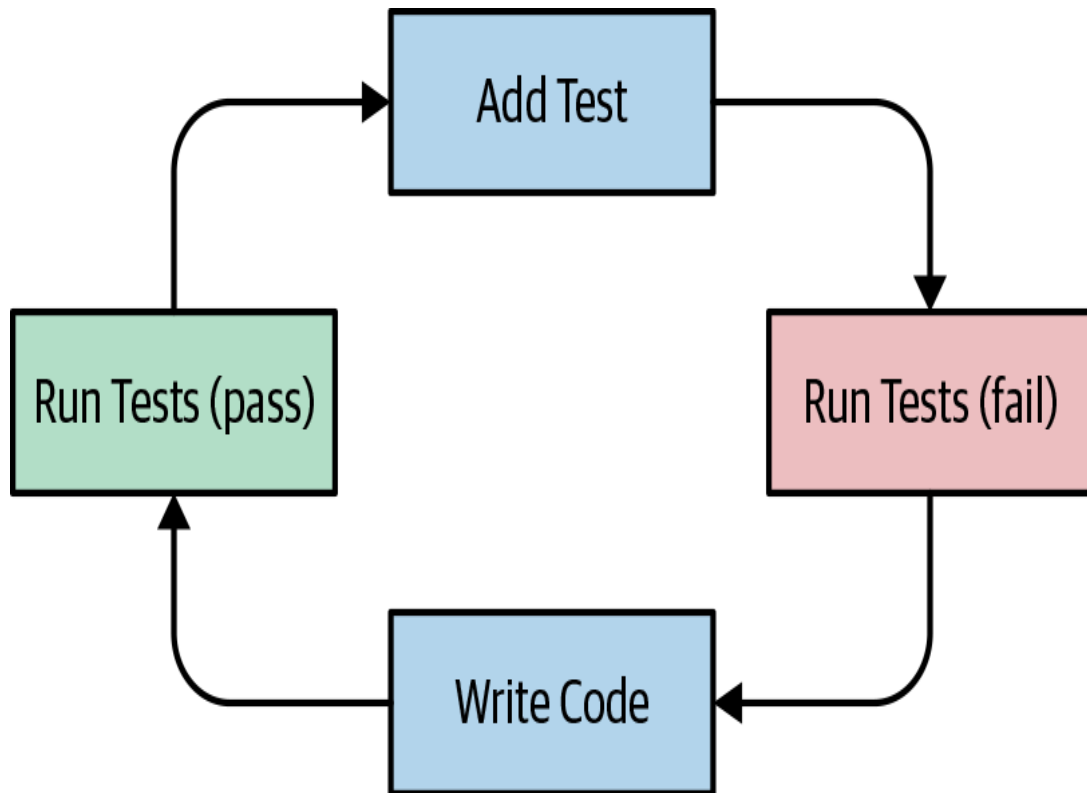 Add Test
Run Tests (pass)
Run Tests (fail)
Write Code